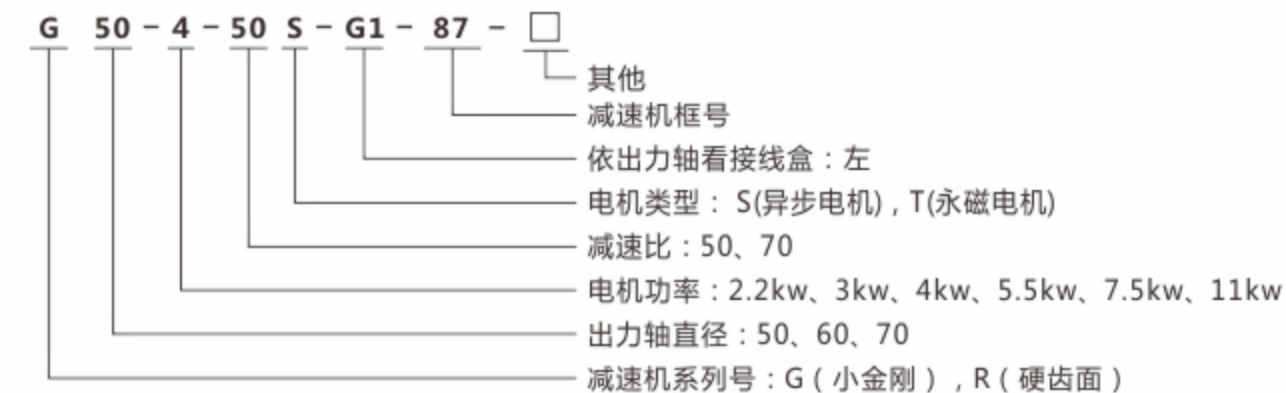 G 50-4-50 S-G1-87-□
其他
减速机框号
依出力轴看接线盒：左
电机类型：S(异步电机)，T(永磁电机)
减速比：50、70
电机功率：2.2kw、3kw、4kw、5.5kw、7.5kw、11kw
出力轴直径：50、60、70
减速机系列号：G（小金刚），R（硬齿面）